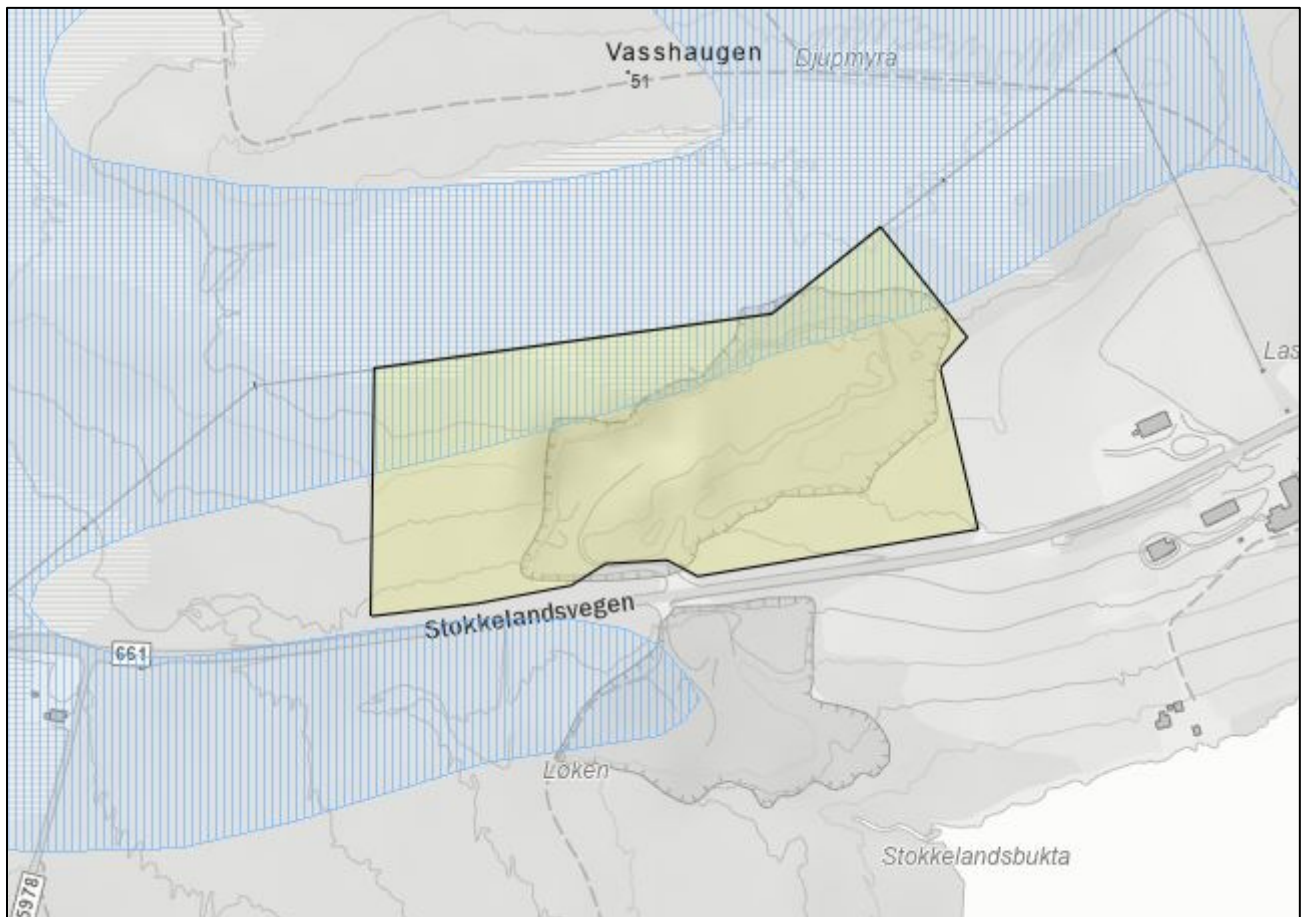 Vasshaugen
51
Djupmyra
Las
Stokkelandsvegen
661
Løken
Stokkelandsbukta
5978